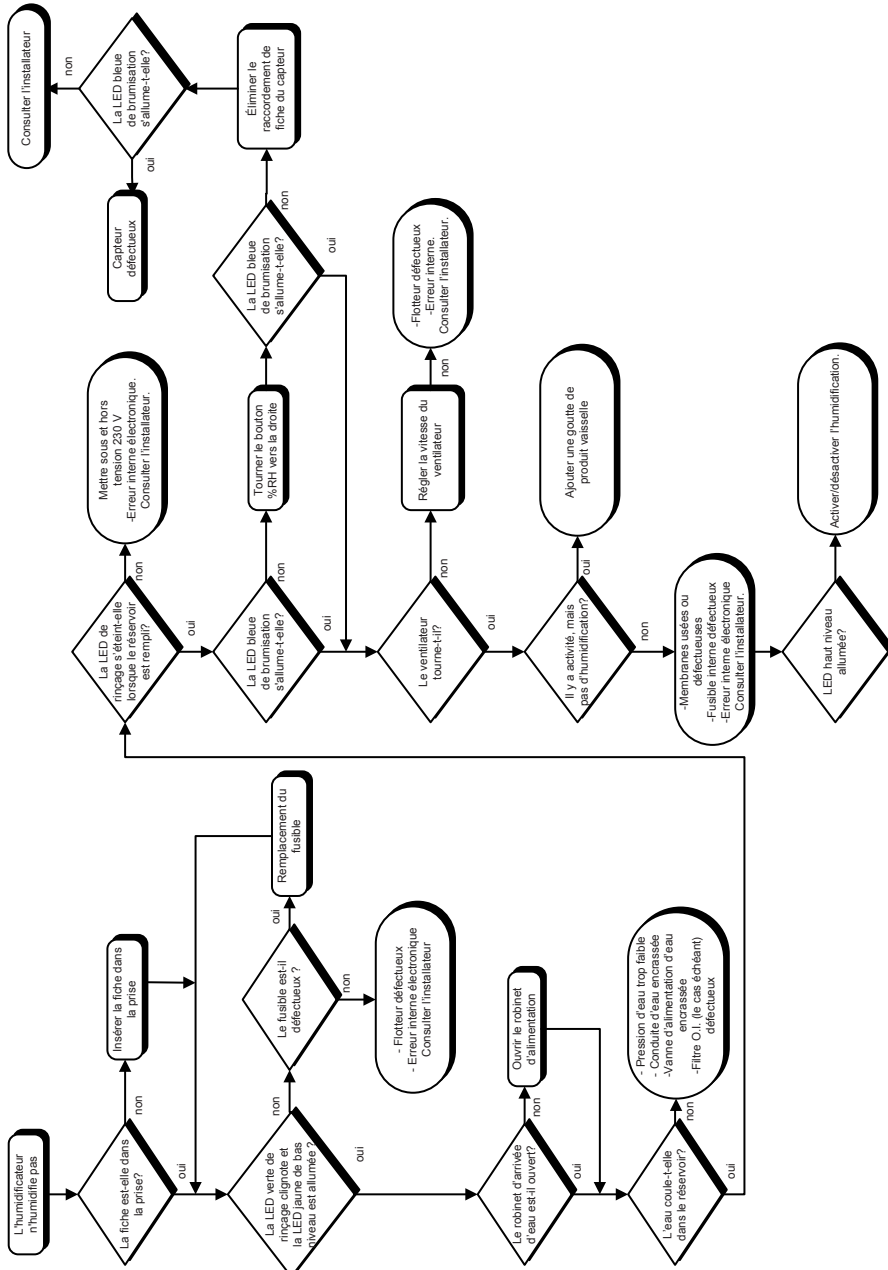 L'humidificateur
n'humidifie pas
La fiche est-elle dans
la prise?
non
Insérer la fiche dans
la prise
oui
La LED verte de
rinçage clignote et
la LED jaune de bas
niveau est allumée ?
non
Le fusible est-il
défectueux ?
oui
Remplacement du
fusible
non
- Flotteur défectueux
- Erreur interne électronique
Consulter l'installateur
oui
Le robinet d'arrivée
d'eau est-il ouvert?
non
Ouvrir le robinet
d'alimentation
oui
L'eau coule-t-elle
dans le réservoir?
non
- Pression d'eau trop faible
- Conduite d'eau encrassée
-Vanne d'alimentation d'eau
encrassée
-Filtre O.I. (le cas échéant)
défectueux
oui
La LED de
rinçage s'éteint-elle
lorsque le réservoir
est rempli?
non
Mettre sous et hors
tension 230 V
-Erreur interne électronique.
Consulter l'installateur.
oui
La LED bleue
de brumisation
s'allume-t-elle?
non
Tourner le bouton
%RH vers la droite
La LED bleue
de brumisation
s'allume-t-elle?
non
Éliminer le
raccordement de
fiche du capteur
La LED bleue
de brumisation
s'allume-t-elle?
non
Consulter l'installateur
oui
Capteur
défectueux
oui
oui
Le ventilateur
tourne-t-il?
non
Régler la vitesse du
ventilateur
non
-Flotteur défectueux
-Erreur interne.
Consulter l'installateur.
oui
Il y a activité, mais
pas d'humidification?
oui
Ajouter une goutte de
produit vaisselle
non
-Membranes usées ou
défectueuses
-Fusible interne défectueux
-Erreur interne électronique
Consulter l'installateur.
LED haut niveau
allumée?
Activer/désactiver l'humidification.